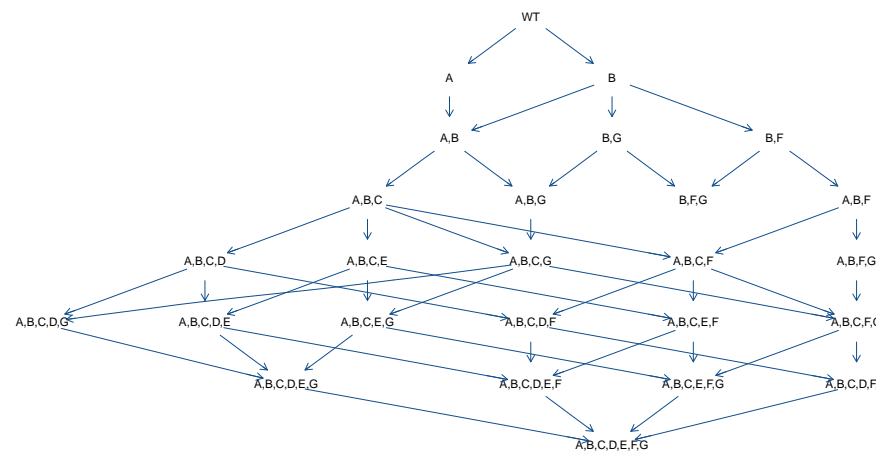 WT
A B
A,B B,G B,F
A,B,C A,B,G B,F,G A,B,F
A,B,C,D A,B,C,E A,B,C,G A,B,C,F A,B,F,G
A,B,C,D,G A,B,C,D,E A,B,C,E,G A,B,C,D,F A,B,C,E,F A,B,C,F,G
A,B,C,D,E,G A,B,C,D,E,F A,B,C,E,F,G A,B,C,D,F
A,B,C,D,E,F,G